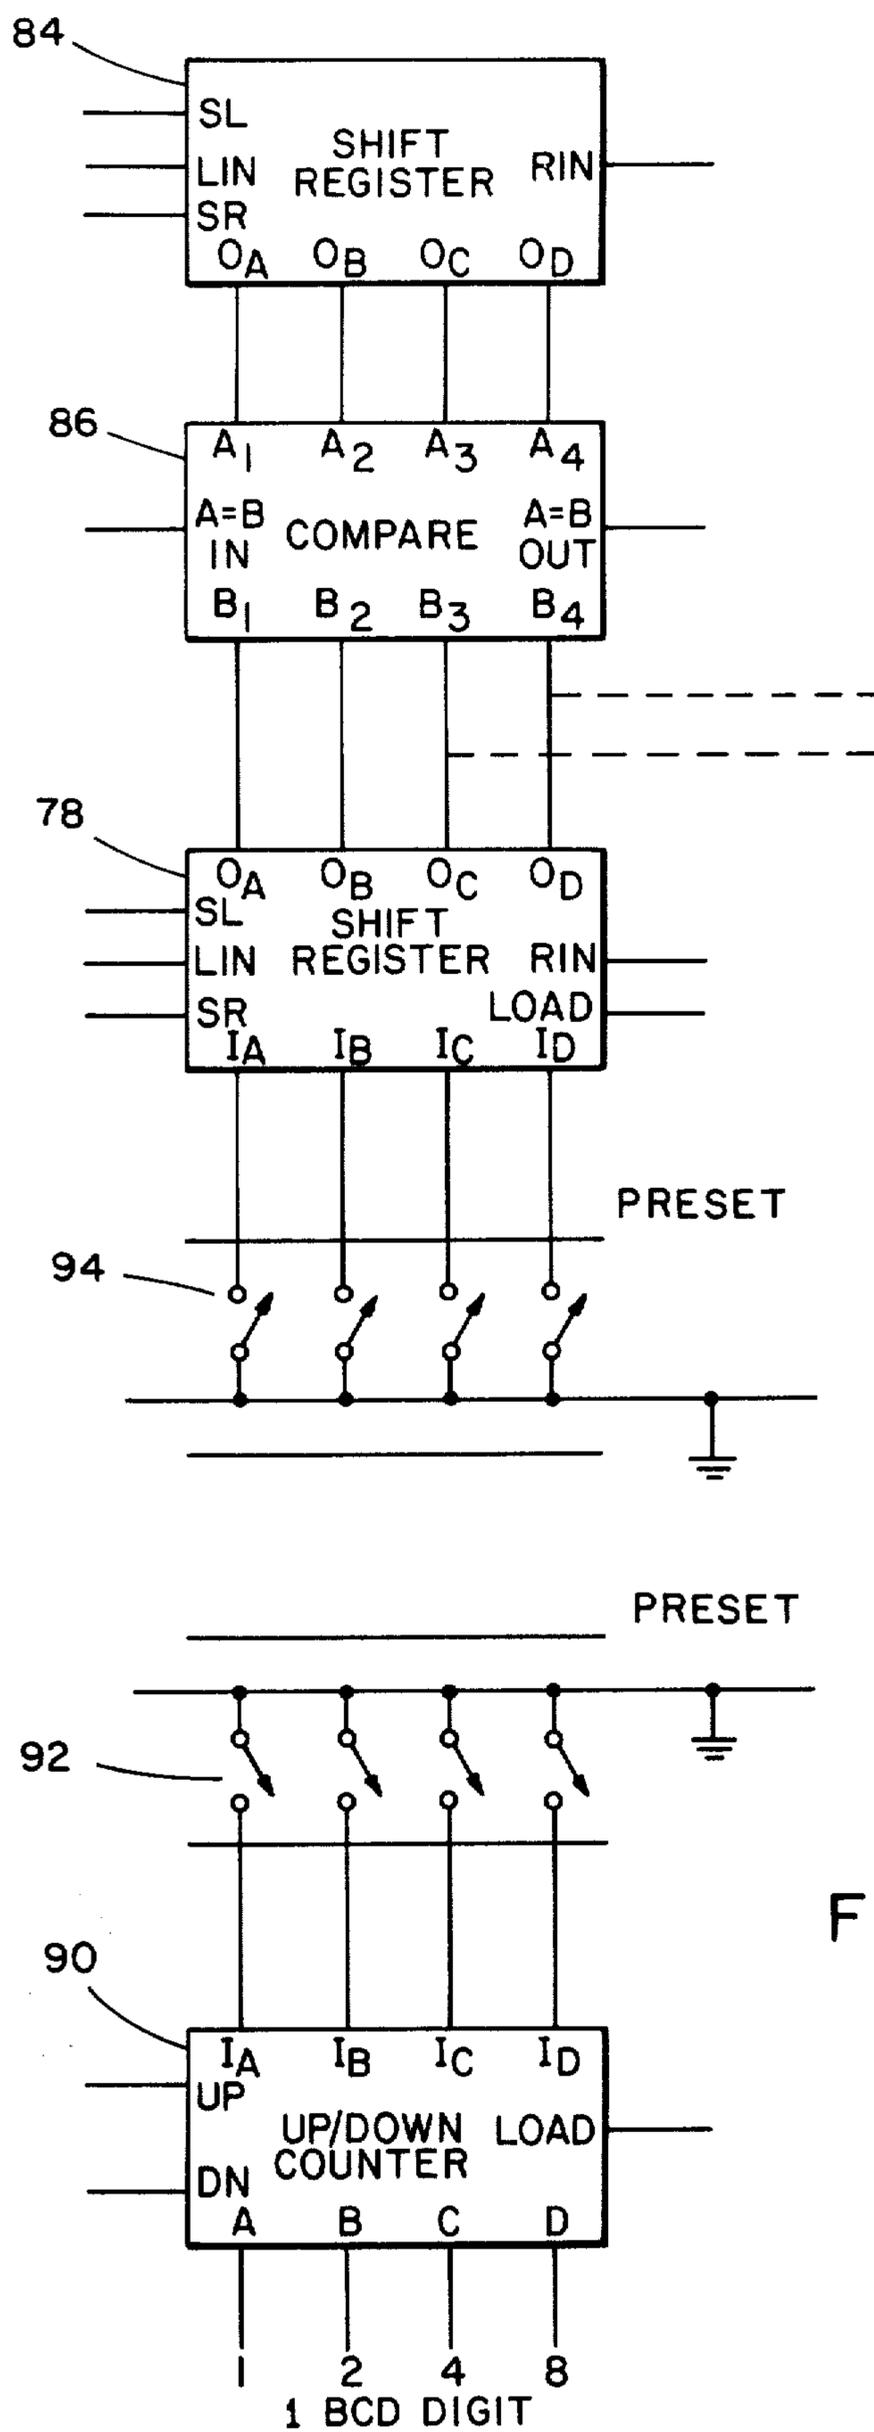 84
SL
SHIFT
LIN REGISTER RIN
SR
OA OB OC OD
86
A1 A2 A3 A4
A=B A=B
IN COMPARE OUT
B1 B2 B3 B4
78
OA OB OC OD
SL SHIFT
LIN REGISTER RIN
SR LOAD
IA IB IC ID
PRESET
94
PRESET
92
F
90
IA IB IC ID
UP
UP/DOWN LOAD
COUNTER
DN
A B C D
1 2 4 8
1 BCD DIGIT